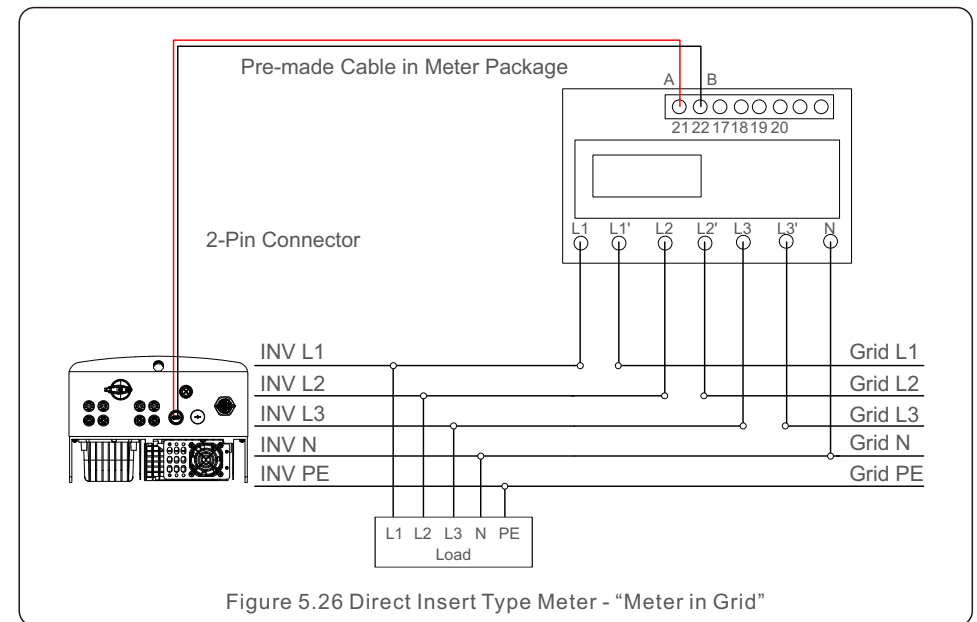 Pre-made Cable in Meter Package
A B
21 22 17 18 19 20
2-Pin Connector
L1 L1' L2 L2' L3 L3' N
INV L1 Grid L1
INV L2 Grid L2
INV L3 Grid L3
INV N Grid N
INV PE Grid PE
L1 L2 L3 N PE
Load
Figure 5.26 Direct Insert Type Meter - “Meter in Grid”